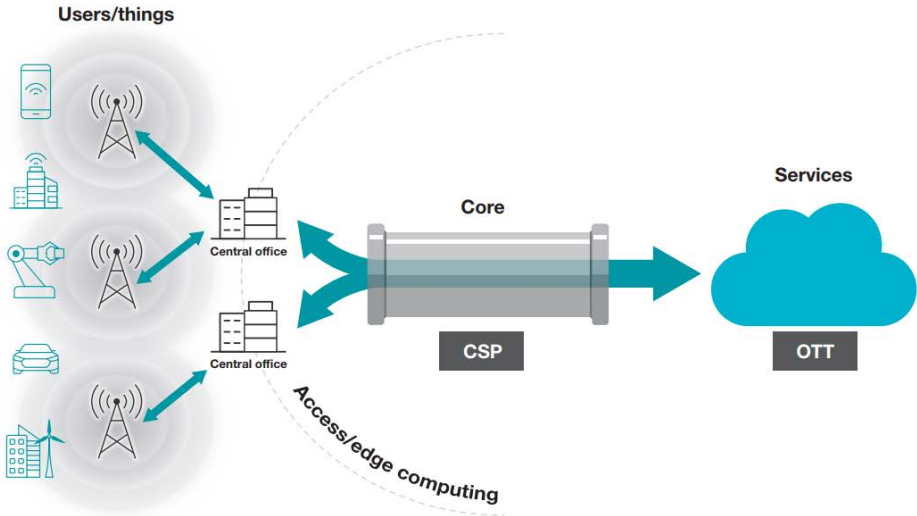 Users/things
Central office
Central office
Core
CSP
Services
OTT
Access/edge computing